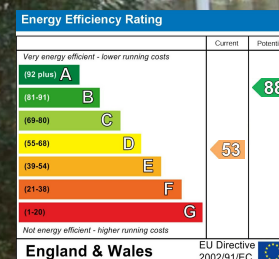 Energy Efficiency Rating
Current
Very energy efficient - lower running costs
(92 plus) A
(81-91) B
88
(69-80) C
(55-68) D
53
(39-54) E
(21-38) F
(1-20) G
Not energy efficient - higher running costs
England & Wales
EU Directive
2002/91/EC